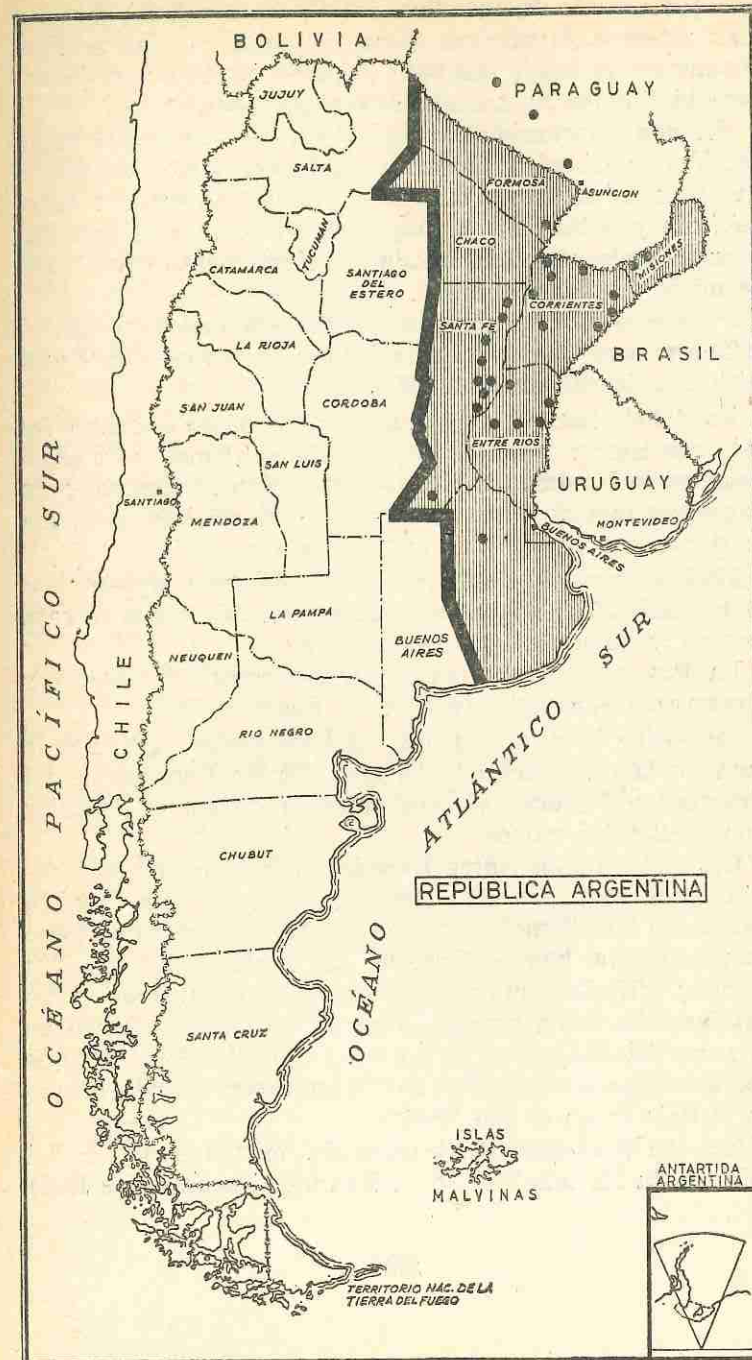 BOLIVIA
PARAGUAY
JUJUY
SALTA
FORMOSA
ASUNCION
CHACO
TUCUMAN
MISIONES
CATAMARCA
SANTIAGO
DEL
ESTERO
CORRIENTES
SANTA FE
LA RIOJA
BRASIL
SAN JUAN
CORDOBA
ENTRE RIOS
SAN LUIS
URUGUAY
SANTIAGO
MENDOZA
MONTEVIDEO
BUENOS AIRES
LA PAMPA
BUENOS
AIRES
NEUQUEN
CHILE
RIO NEGRO
OCÉANO PACÍFICO SUR
OCÉANO ATLÁNTICO SUR
CHUBUT
REPUBLICA ARGENTINA
SANTA CRUZ
ISLAS
MALVINAS
ANTARTIDA
ARGENTINA
TERRITORIO NAC. DE LA
TIERRA DEL FUEGO